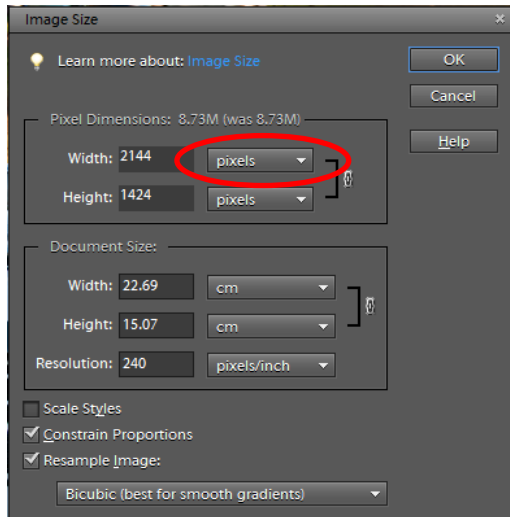 Image Size
Learn more about: Image Size
OK
Cancel
Help
Pixel Dimensions: 8.73M (was 8.73M)
Width: 2144 pixels
Height: 1424 pixels
Document Size:
Width: 22.69 cm
Height: 15.07 cm
Resolution: 240 pixels/inch
Scale Styles
Constrain Proportions
Resample Image:
Bicubic (best for smooth gradients)